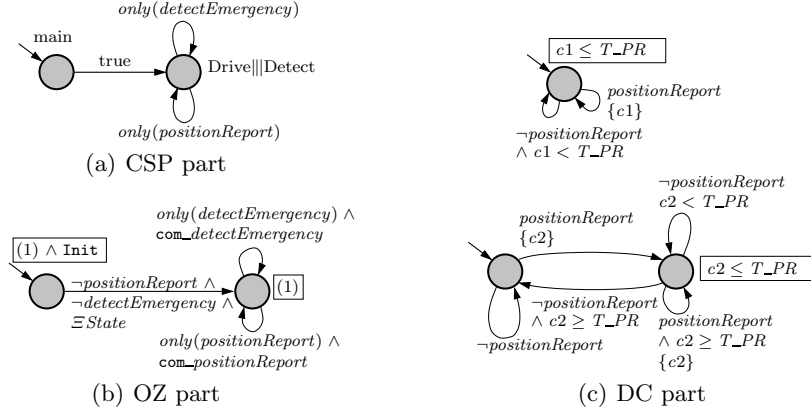 only(detectEmergency)
main
true
Drive|||Detect
only(positionReport)
(a) CSP part
only(detectEmergency) ∧
com_detectEmergency
(1) ∧ Init
¬positionReport ∧
¬detectEmergency ∧
ΞState
(1)
only(positionReport) ∧
com_positionReport
(b) OZ part
c1 ≤ T_PR
positionReport
{c1}
¬positionReport
∧ c1 < T_PR
¬positionReport
c2 < T_PR
positionReport
{c2}
c2 ≤ T_PR
¬positionReport
∧ c2 ≥ T_PR
positionReport
∧ c2 ≥ T_PR
{c2}
¬positionReport
(c) DC part